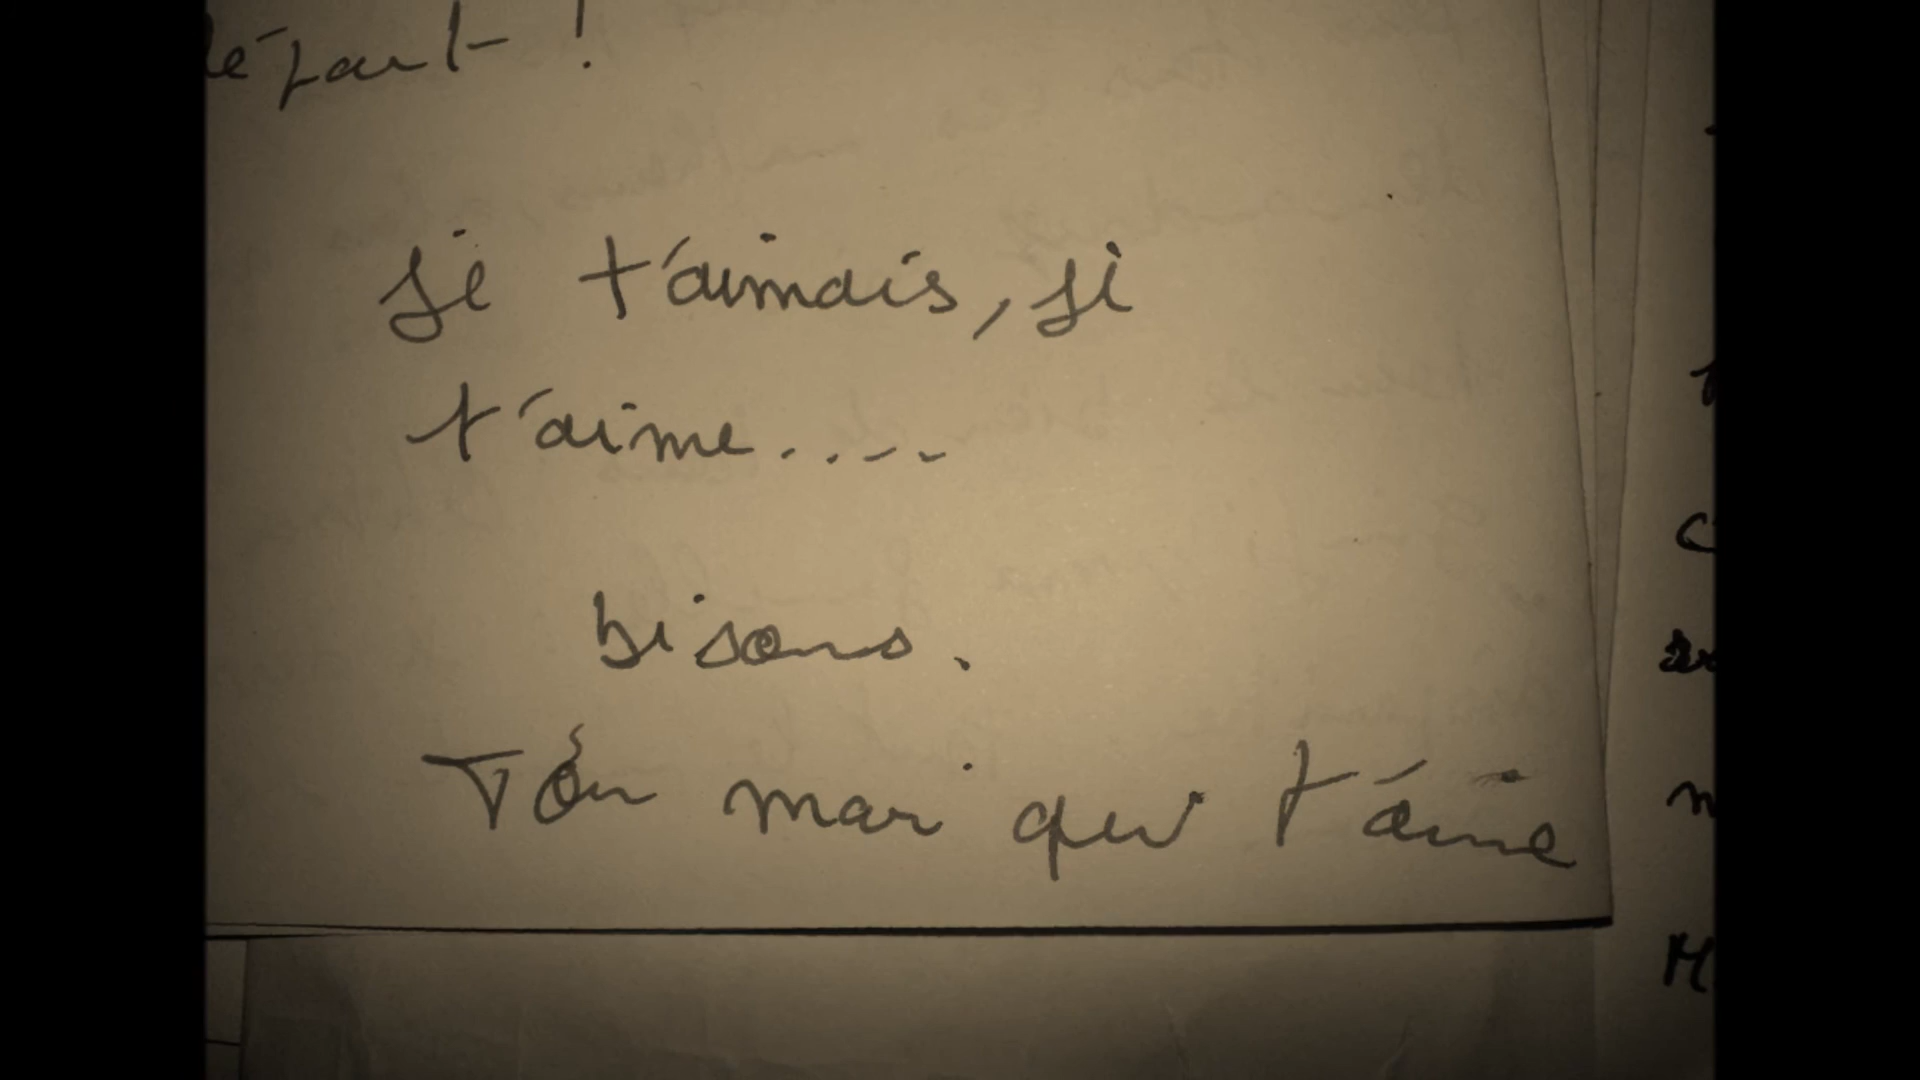 départ !
je t'aimais, je
t'aime....
bisous.
Ton mari qui t'aime